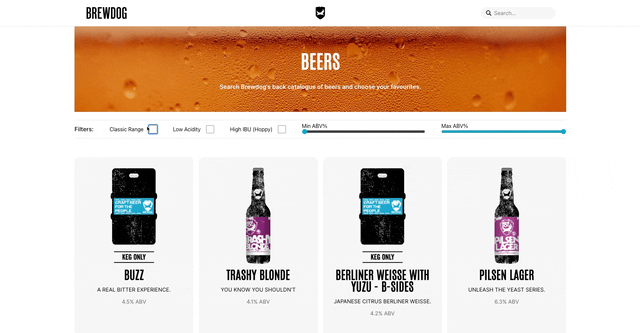 BREWDOG
Search...
BEERS
Search Brewdog's back catalogue of beers and choose your favourites.
Filters:
Classic Range
Low Acidity
High IBU (Hoppy)
Min ABV%
Max ABV%
CRAFT BEER
FOR THE
PEOPLE
KEG ONLY
BUZZ
A REAL BITTER EXPERIENCE.
4.5% ABV
TRASHY
BLONDE
TRASHY BLONDE
YOU KNOW YOU SHOULDN'T
4.1% ABV
CRAFT BEER
FOR THE
PEOPLE
KEG ONLY
BERLINER WEISSE WITH
YUZU - B-SIDES
JAPANESE CITRUS BERLINER WEISSE.
4.2% ABV
PILSEN
LAGER
PILSEN LAGER
UNLEASH THE YEAST SERIES.
6.3% ABV